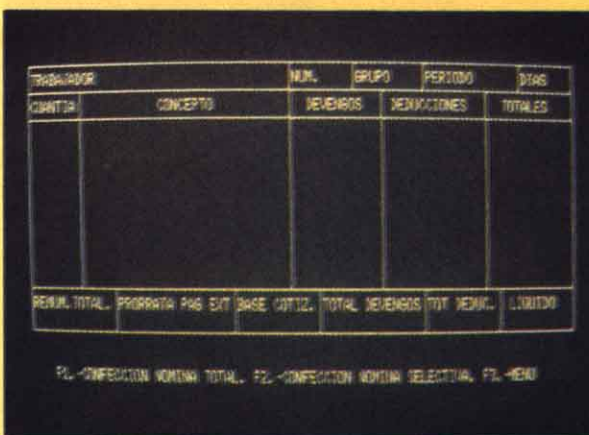 TRABAJADOR NUM. GRUPO PERIODO DIAS
CUANTIA CONCEPTO DEVENGOS DEDUCCIONES TOTALES
REMUN.TOTAL. PRORRATA PAG EXT BASE COTIZ. TOTAL DEVENGOS TOT DEDUC. LIQUIDO
F1.-CONFECCION NOMINA TOTAL. F2.-CONFECCION NOMINA SELECTIVA. F3.-MENU